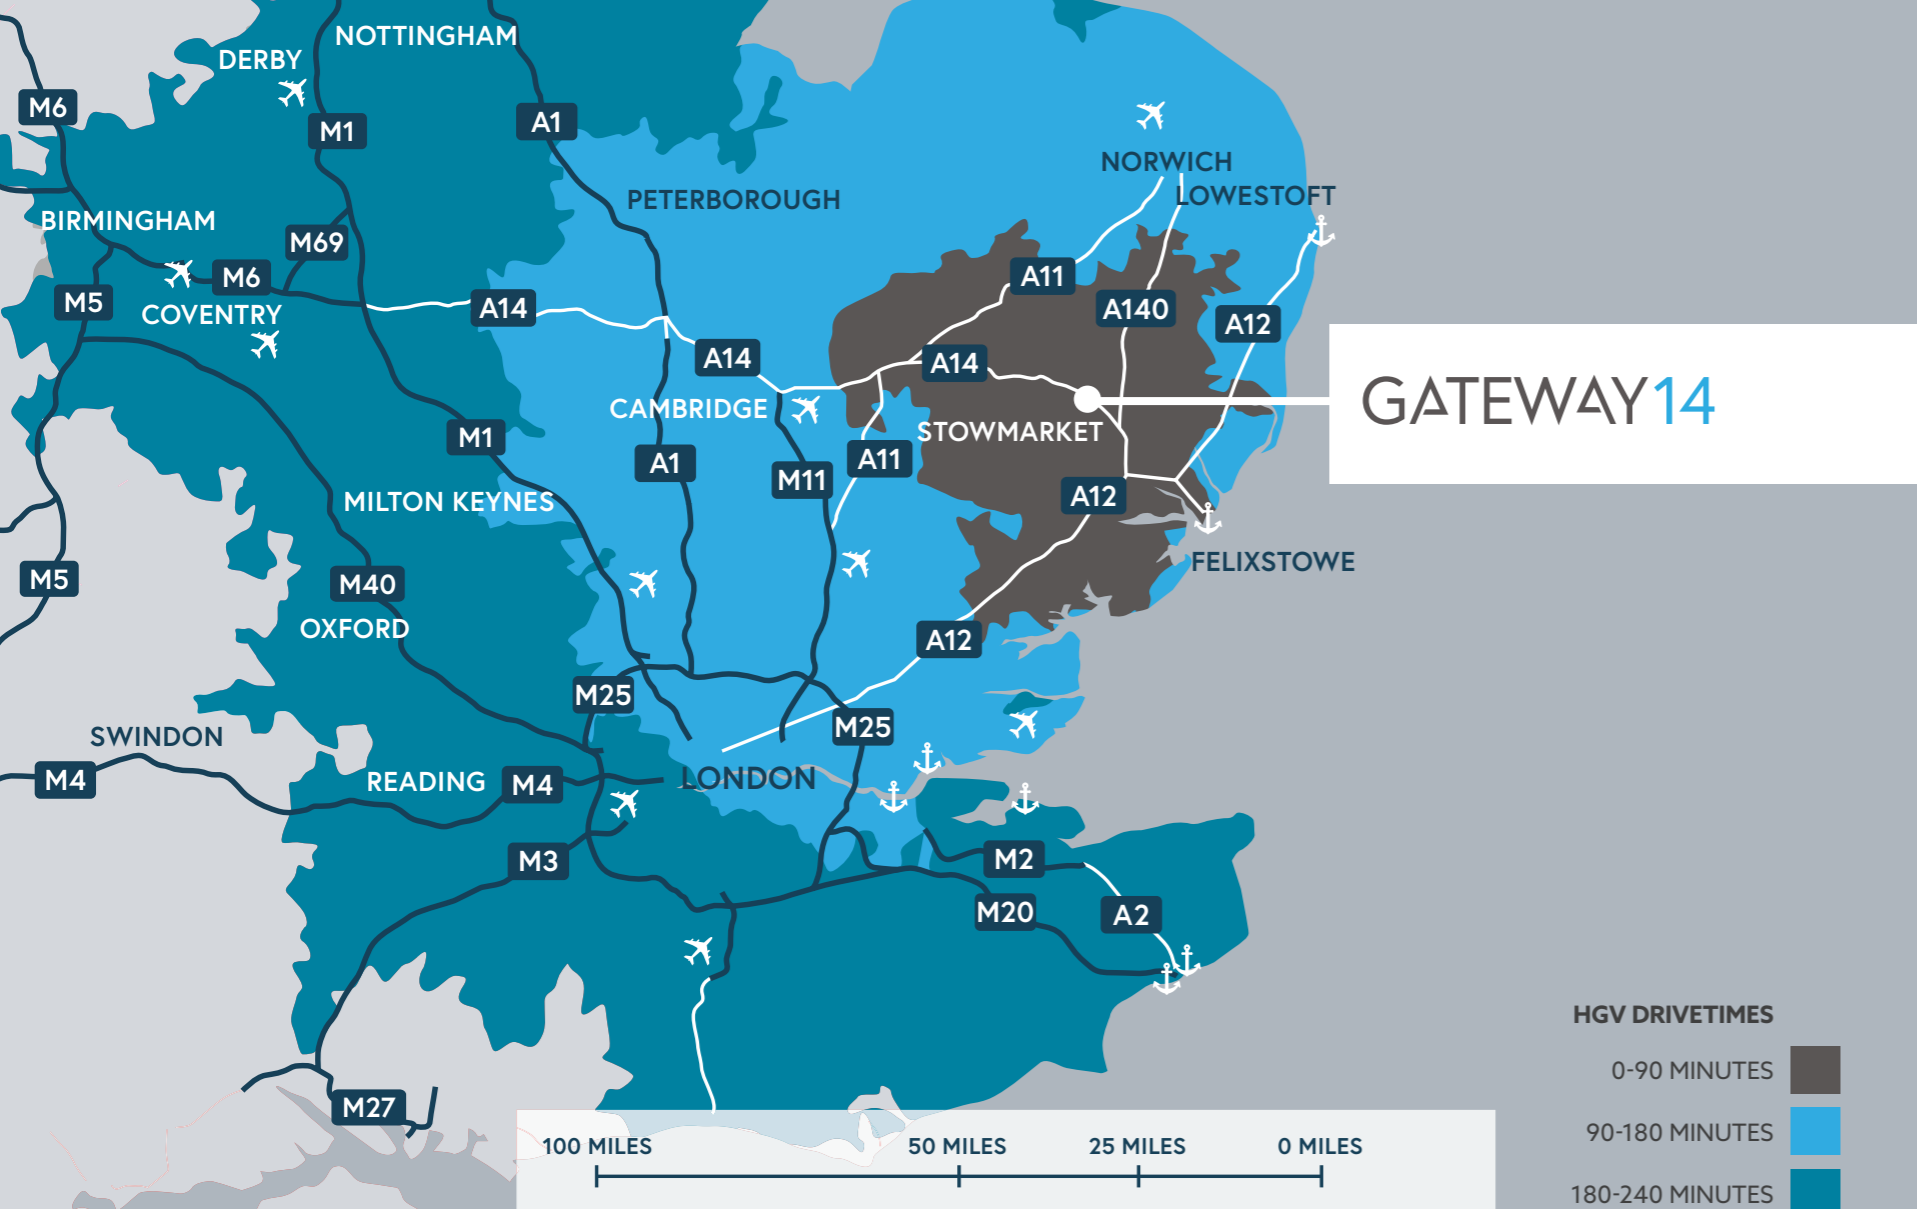 NOTTINGHAM
DERBY
M6
M1
A1
NORWICH
LOWESTOFT
PETERBOROUGH
BIRMINGHAM
M69
M6
A11
M5
COVENTRY
A14
A140
A12
A14
A14
GATEWAY14
CAMBRIDGE
STOWMARKET
M1
A1
A11
M11
A12
MILTON KEYNES
M5
M40
FELIXSTOWE
OXFORD
A12
M25
M25
SWINDON
M4
READING
M4
LONDON
M3
M2
M20
A2
M27
HGV DRIVETIMES
0-90 MINUTES
90-180 MINUTES
180-240 MINUTES
100 MILES
50 MILES
25 MILES
0 MILES